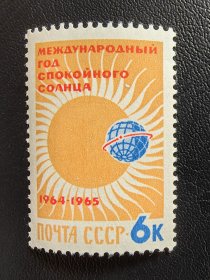 МЕЖДУНАРОДНЫЙ
ГОД
СПОКОЙНОГО
СОЛНЦА
1964-1965
ПОЧТА СССР 6к